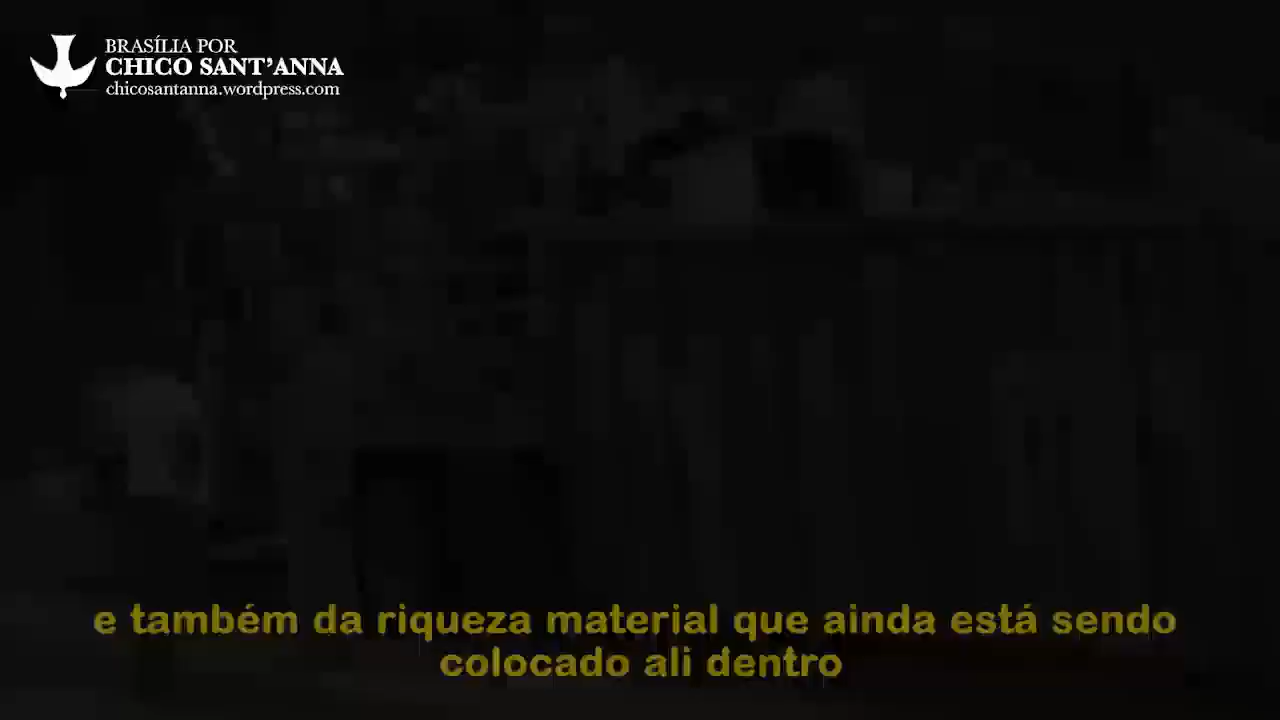 BRASÍLIA POR
CHICO SANT'ANNA
chicosantanna.wordpress.com
e também da riqueza material que ainda está sendo
colocado ali dentro